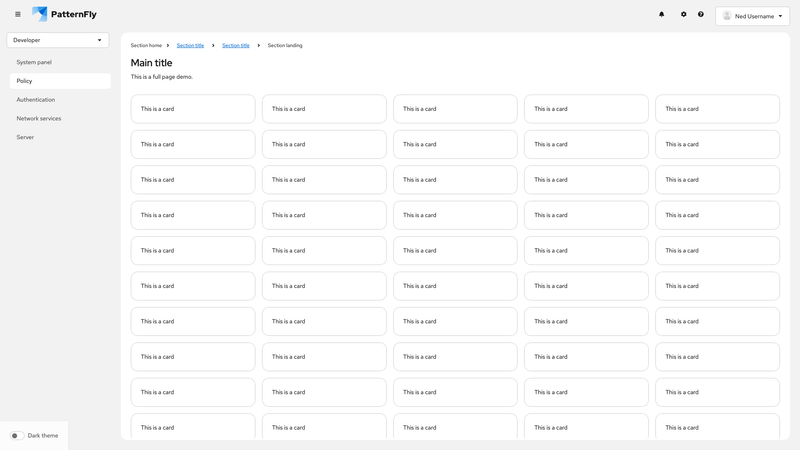 PatternFly
Ned Username
Developer
System panel
Policy
Authentication
Network services
Server
Section home > Section title > Section title > Section landing
Main title
This is a full page demo.
This is a card This is a card This is a card This is a card This is a card
This is a card This is a card This is a card This is a card This is a card
This is a card This is a card This is a card This is a card This is a card
This is a card This is a card This is a card This is a card This is a card
This is a card This is a card This is a card This is a card This is a card
This is a card This is a card This is a card This is a card This is a card
This is a card This is a card This is a card This is a card This is a card
This is a card This is a card This is a card This is a card This is a card
This is a card This is a card This is a card This is a card This is a card
This is a card This is a card This is a card This is a card This is a card
Dark theme